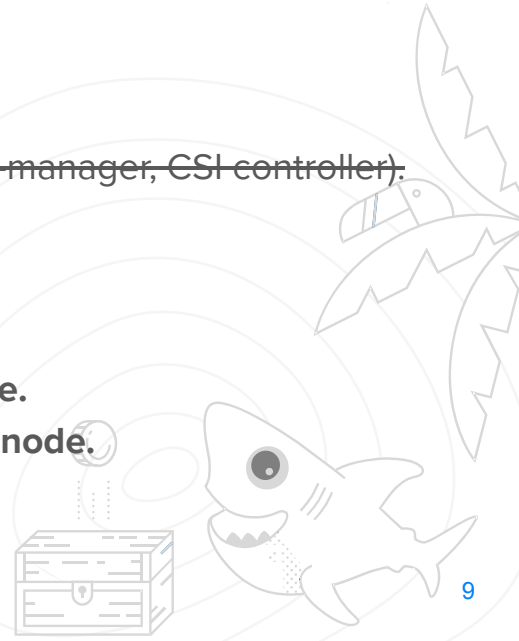 -manager, CSI controller).
e.
node.
9